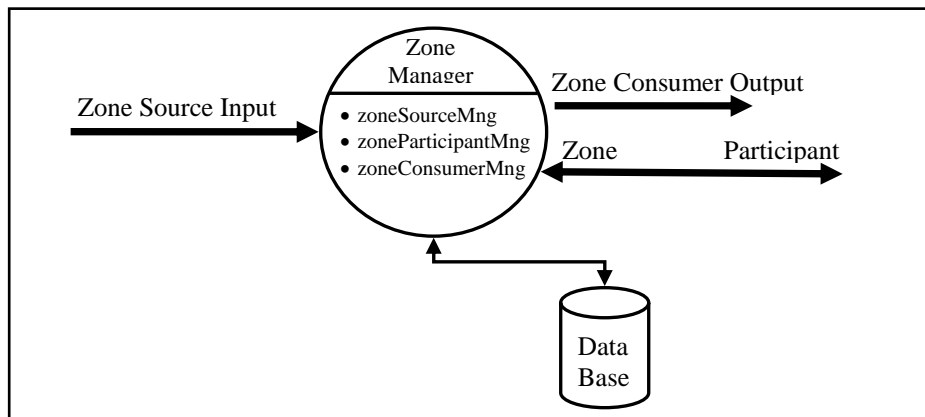 Zone
Manager
Zone Source Input
• zoneSourceMng
• zoneParticipantMng
• zoneConsumerMng
Zone Consumer Output
Zone Participant
Data
Base